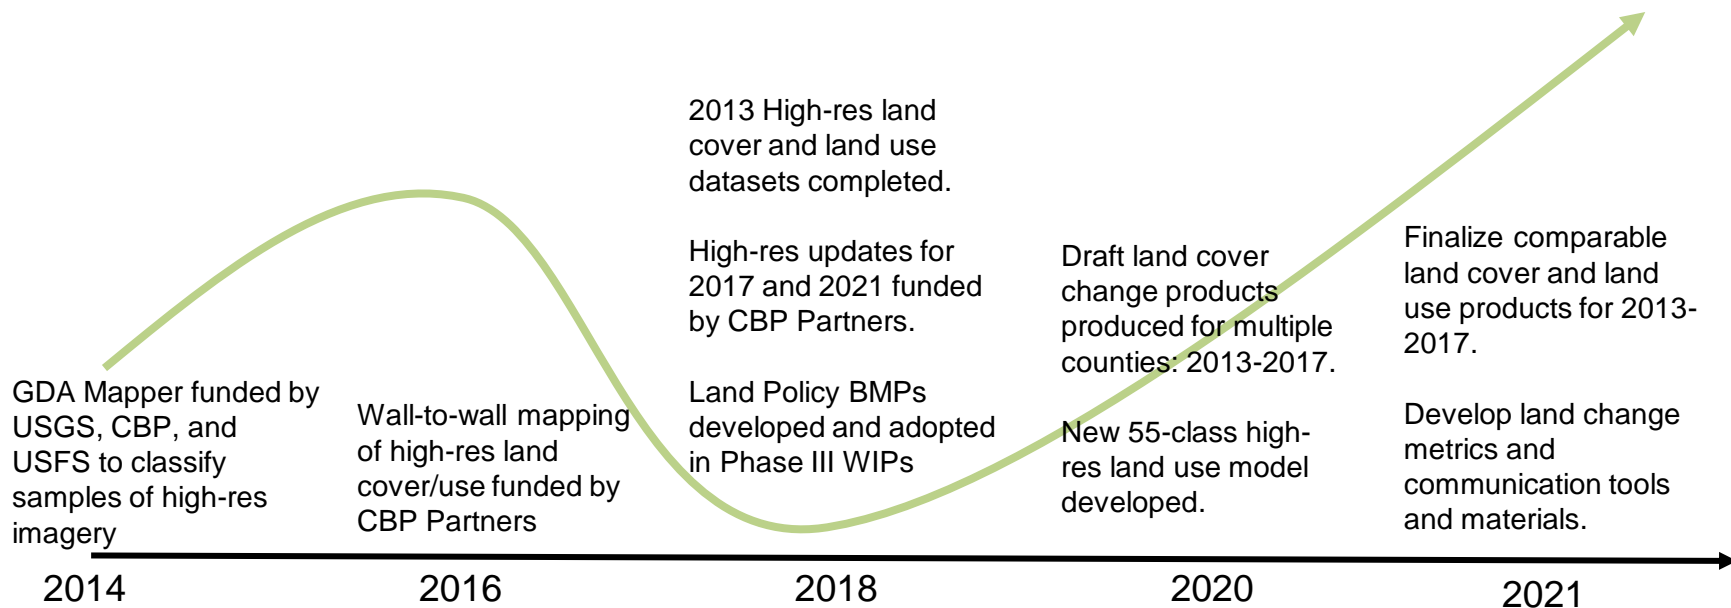 GDA Mapper funded by
USGS, CBP, and
USFS to classify
samples of high-res
imagery
Wall-to-wall mapping
of high-res land
cover/use funded by
CBP Partners
2013 High-res land
cover and land use
datasets completed.
High-res updates for
2017 and 2021 funded
by CBP Partners.
Land Policy BMPs
developed and adopted
in Phase III WIPs
Draft land cover
change products
produced for multiple
counties: 2013-2017.
New 55-class high-
res land use model
developed.
Finalize comparable
land cover and land
use products for 2013-
2017.
Develop land change
metrics and
communication tools
and materials.
2014
2016
2018
2020
2021